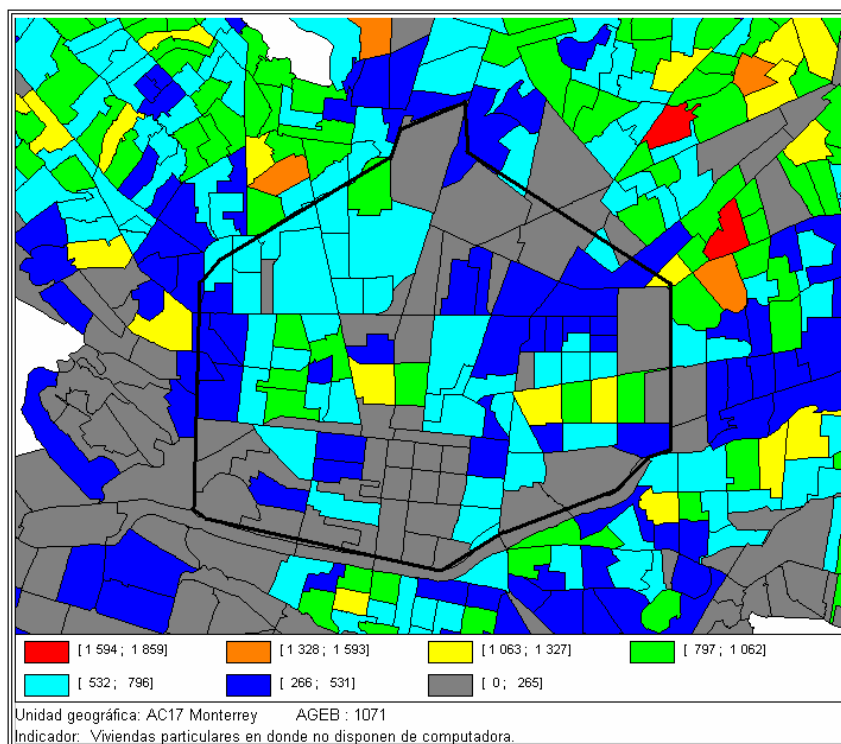 [ 1 594 ; 1 859] [ 1 328 ; 1 593] [ 1 063 ; 1 327] [ 797 ; 1 062]
[ 532 ; 796] [ 266 ; 531] [ 0; 265]
Unidad geográfica: AC17 Monterrey AGEB : 1071
Indicador: Viviendas particulares en donde no disponen de computadora.